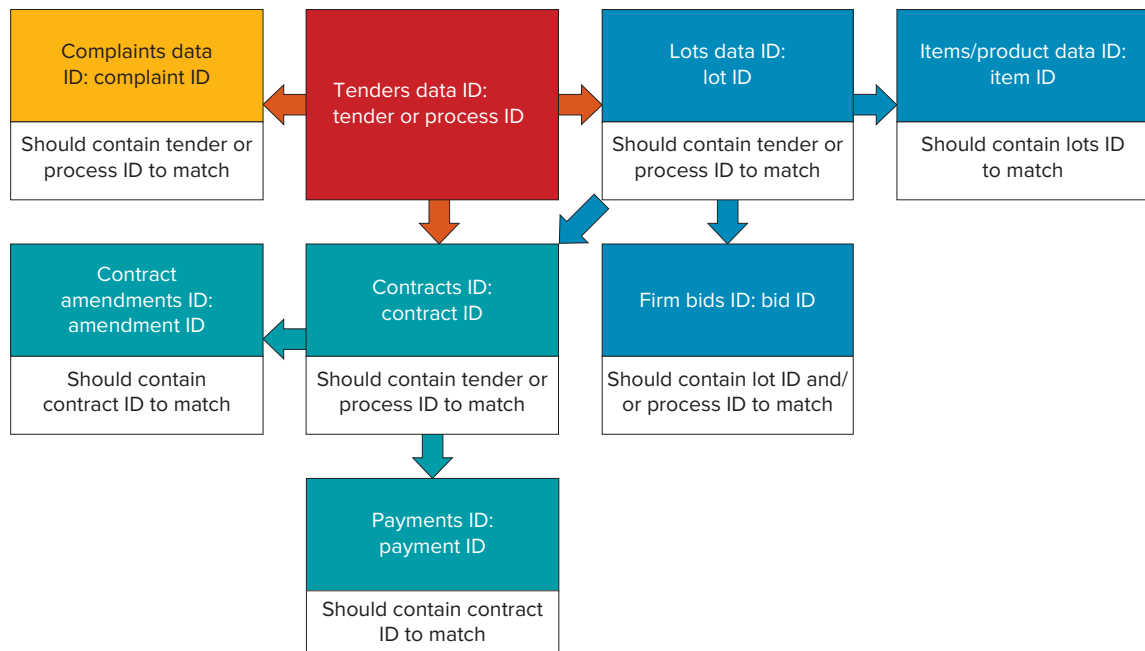 Complaints data
ID: complaint ID
Should contain tender or
process ID to match
Tenders data ID:
tender or process ID
Lots data ID:
lot ID
Should contain tender or
process ID to match
Items/product data ID:
item ID
Should contain lots ID
to match
Contract
amendments ID:
amendment ID
Should contain
contract ID to match
Contracts ID:
contract ID
Should contain tender or
process ID to match
Firm bids ID: bid ID
Should contain lot ID and/
or process ID to match
Payments ID:
payment ID
Should contain contract
ID to match